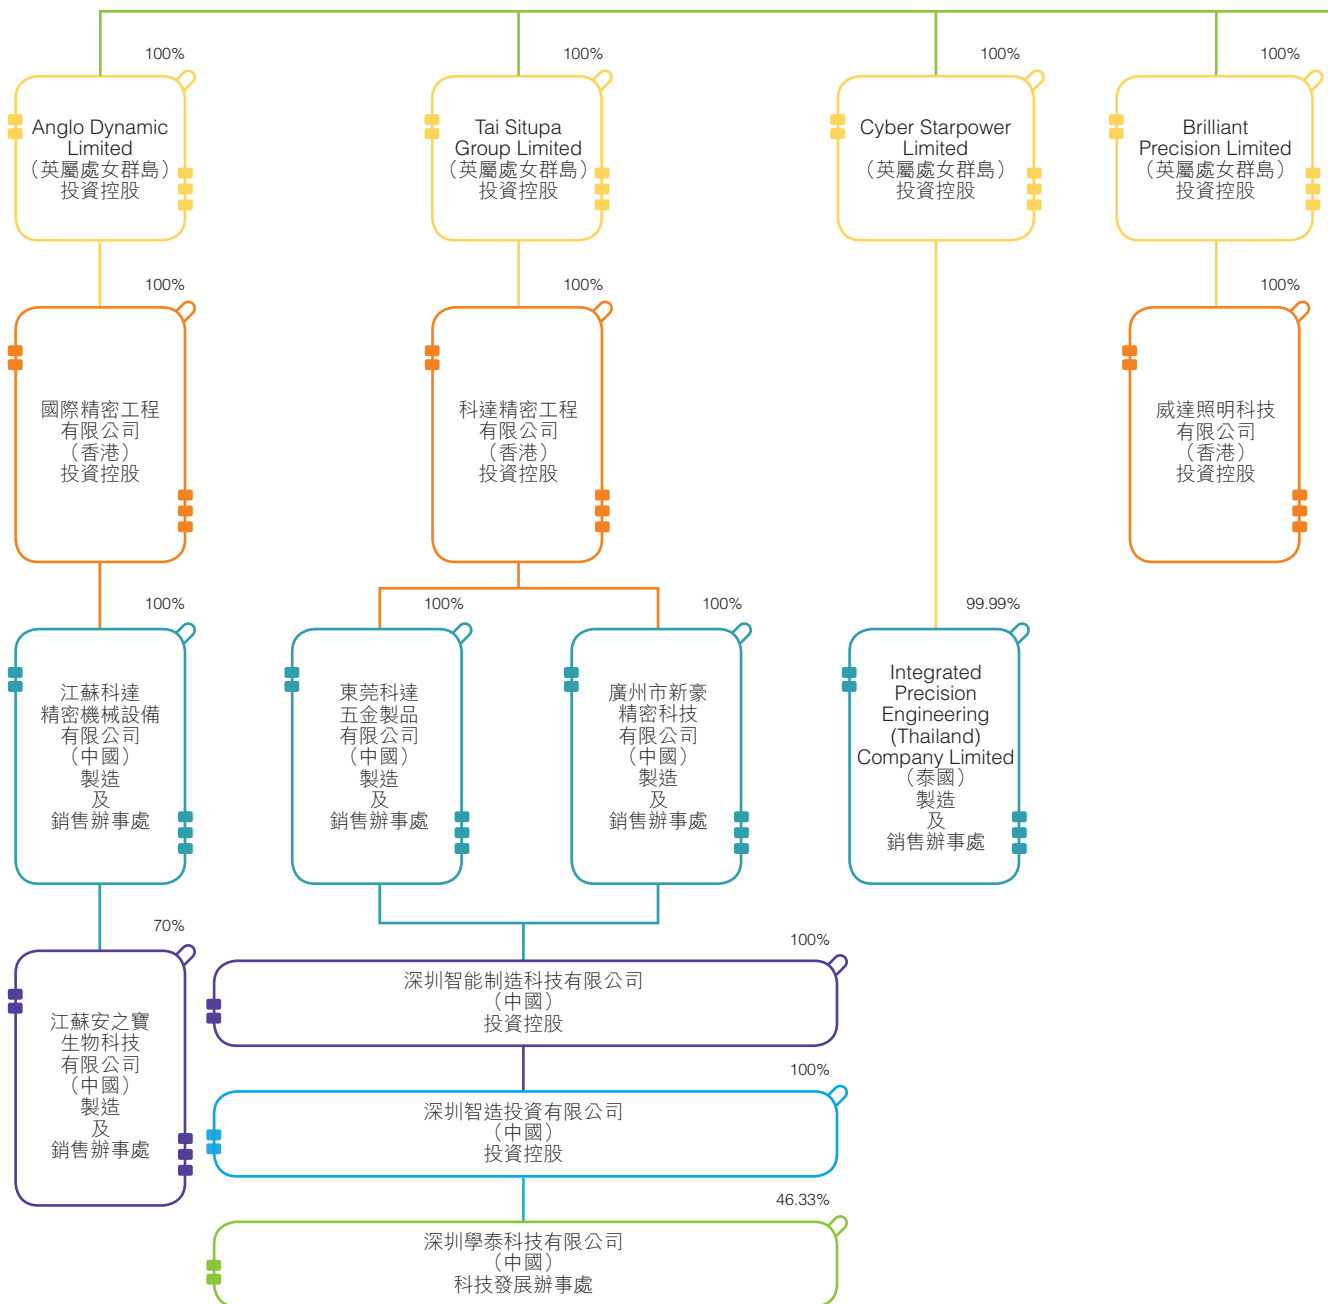 100%
Anglo Dynamic
Limited
（英屬處女群島）
投資控股
100%
Tai Situpa
Group Limited
（英屬處女群島）
投資控股
100%
Cyber Starpower
Limited
（英屬處女群島）
投資控股
100%
Brilliant
Precision Limited
（英屬處女群島）
投資控股
100%
國際精密工程
有限公司
（香港）
投資控股
100%
科達精密工程
有限公司
（香港）
投資控股
100%
威達照明科技
有限公司
（香港）
投資控股
100%
江蘇科達
精密機械設備
有限公司
（中國）
製造
及
銷售辦事處
100%
東莞科達
五金製品
有限公司
（中國）
製造
及
銷售辦事處
100%
廣州市新豪
精密科技
有限公司
（中國）
製造
及
銷售辦事處
99.99%
Integrated
Precision
Engineering
(Thailand)
Company Limited
（泰國）
製造
及
銷售辦事處
70%
江蘇安之寶
生物科技
有限公司
（中國）
製造
及
銷售辦事處
100%
深圳智能制造科技有限公司
（中國）
投資控股
100%
深圳智造投資有限公司
（中國）
投資控股
46.33%
深圳學泰科技有限公司
（中國）
科技發展辦事處